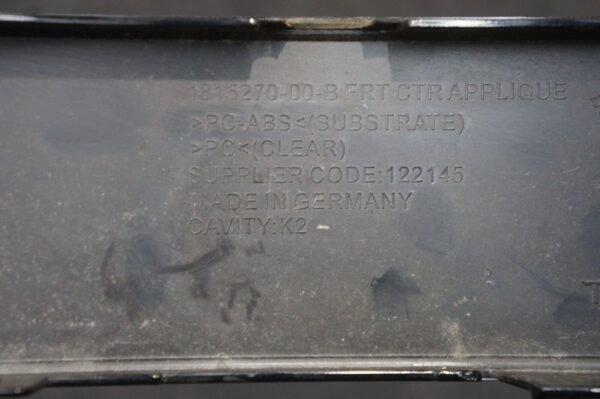 1815270-00-B FRT CTR APPLIQUE
>PC-ABS<(SUBSTRATE)
>PC<(CLEAR)
SUPPLIER CODE:122145
MADE IN GERMANY
CAVITY:K2